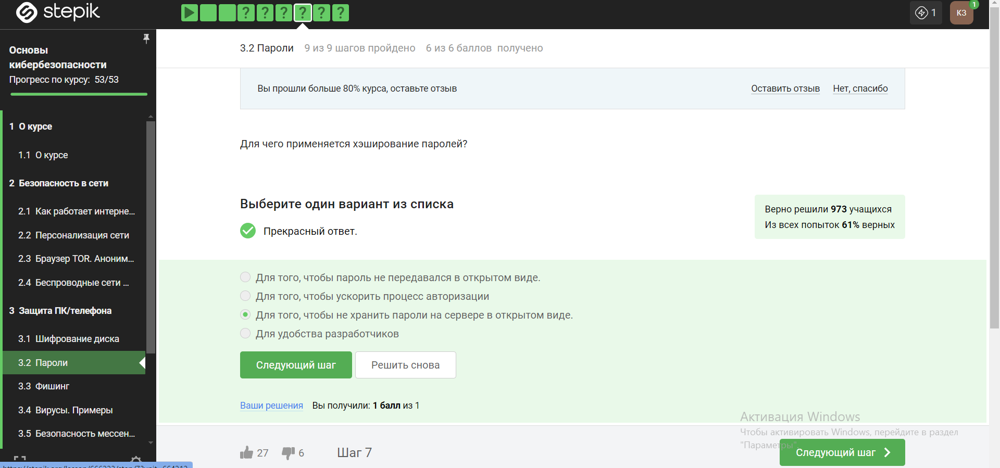 stepik
? ? ? ? ? ?
1
КЗ
1
Основы
кибербезопасности
Прогресс по курсу: 53/53
1 О курсе
1.1 О курсе
2 Безопасность в сети
2.1 Как работает интерне...
2.2 Персонализация сети
2.3 Браузер TOR. Аноним...
2.4 Беспроводные сети ...
3 Защита ПК/телефона
3.1 Шифрование диска
3.2 Пароли
3.3 Фишинг
3.4 Вирусы. Примеры
3.5 Безопасность мессен...
3.2 Пароли 9 из 9 шагов пройдено 6 из 6 баллов получено
Вы прошли больше 80% курса, оставьте отзыв
Оставить отзыв Нет, спасибо
Для чего применяется хэширование паролей?
Выберите один вариант из списка
Прекрасный ответ.
Верно решили 973 учащихся
Из всех попыток 61% верных
Для того, чтобы пароль не передавался в открытом виде.
Для того, чтобы ускорить процесс авторизации
Для того, чтобы не хранить пароли на сервере в открытом виде.
Для удобства разработчиков
Следующий шаг Решить снова
Ваши решения Вы получили: 1 балл из 1
Активация Windows
Чтобы активировать Windows, перейдите в раздел
"Параметры".
27 6 Шаг 7
Следующий шаг